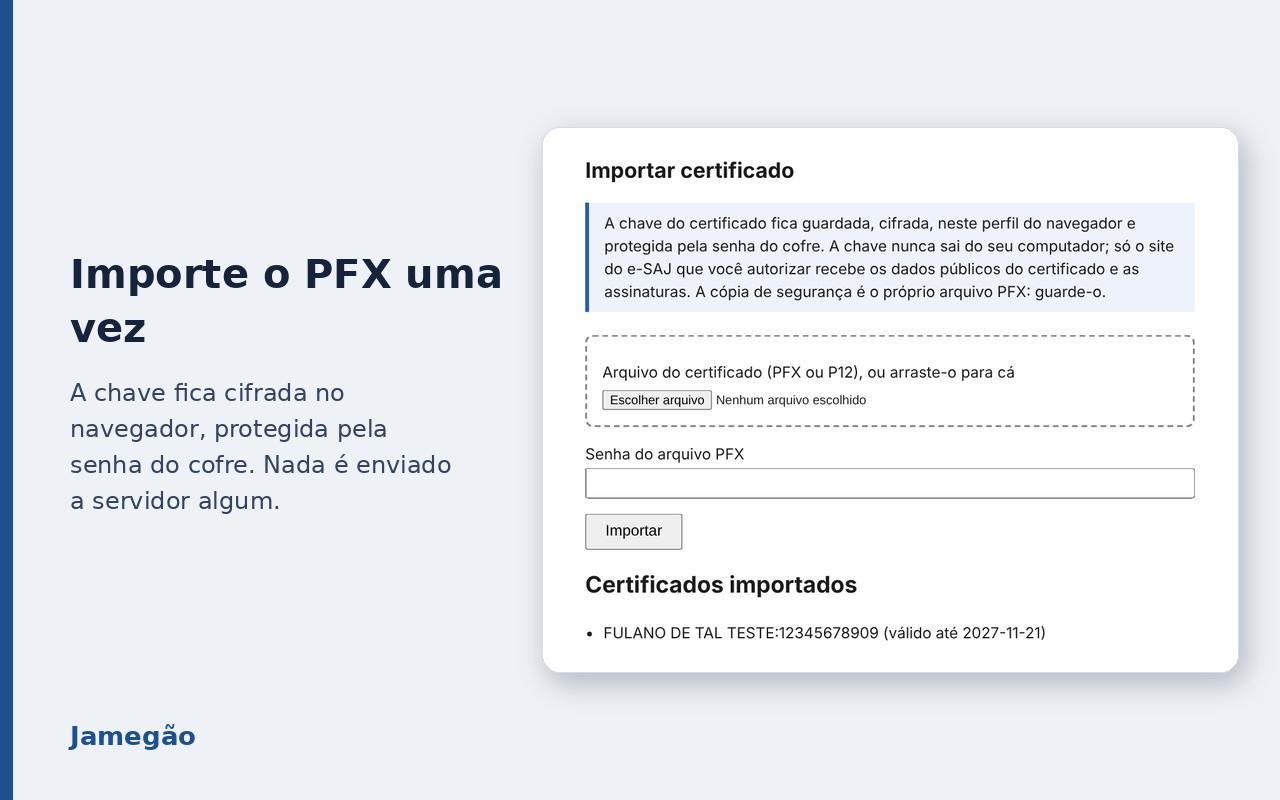 Importe o PFX uma
vez
A chave fica cifrada no
navegador, protegida pela
senha do cofre. Nada é enviado
a servidor algum.
Jamegão
Importar certificado
A chave do certificado fica guardada, cifrada, neste perfil do navegador e
protegida pela senha do cofre. A chave nunca sai do seu computador; só o site
do e-SAJ que você autorizar recebe os dados públicos do certificado e as
assinaturas. A cópia de segurança é o próprio arquivo PFX: guarde-o.
Arquivo do certificado (PFX ou P12), ou arraste-o para cá
Escolher arquivo Nenhum arquivo escolhido
Senha do arquivo PFX
Importar
Certificados importados
• FULANO DE TAL TESTE:12345678909 (válido até 2027-11-21)